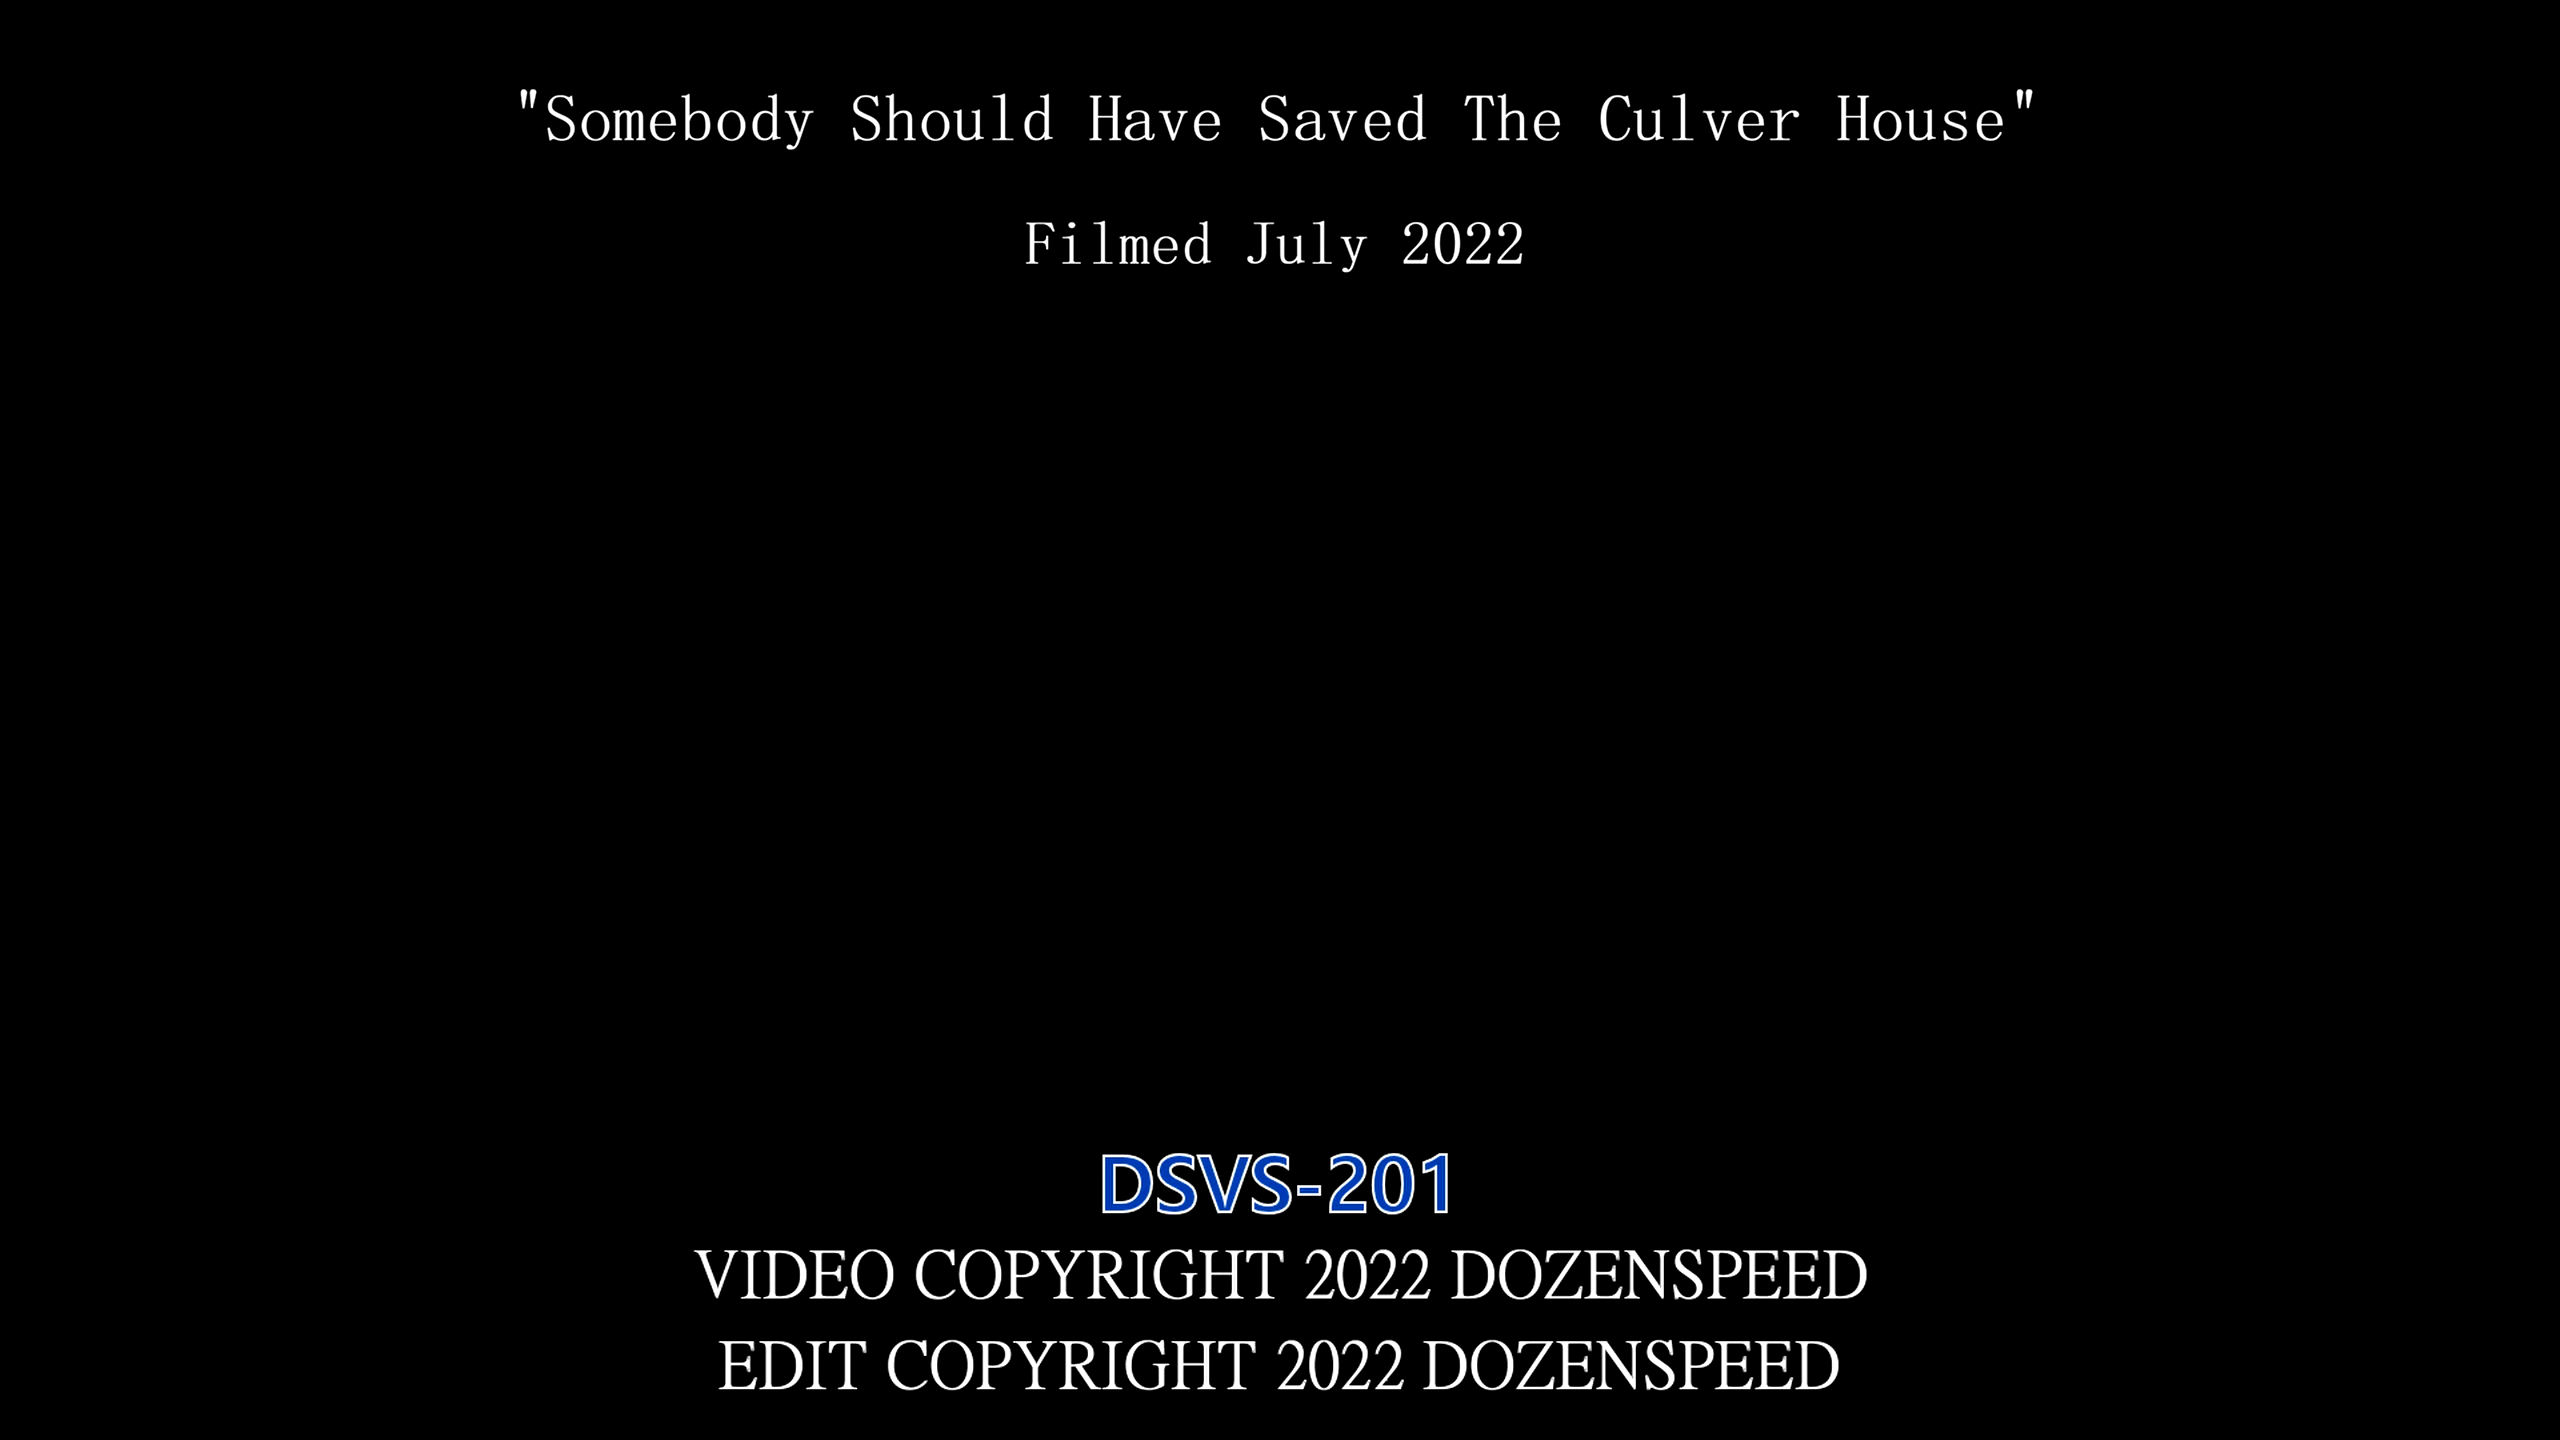 "Somebody Should Have Saved The Culver House"
Filmed July 2022
DSVS-201
VIDEO COPYRIGHT 2022 DOZENSPEED
EDIT COPYRIGHT 2022 DOZENSPEED